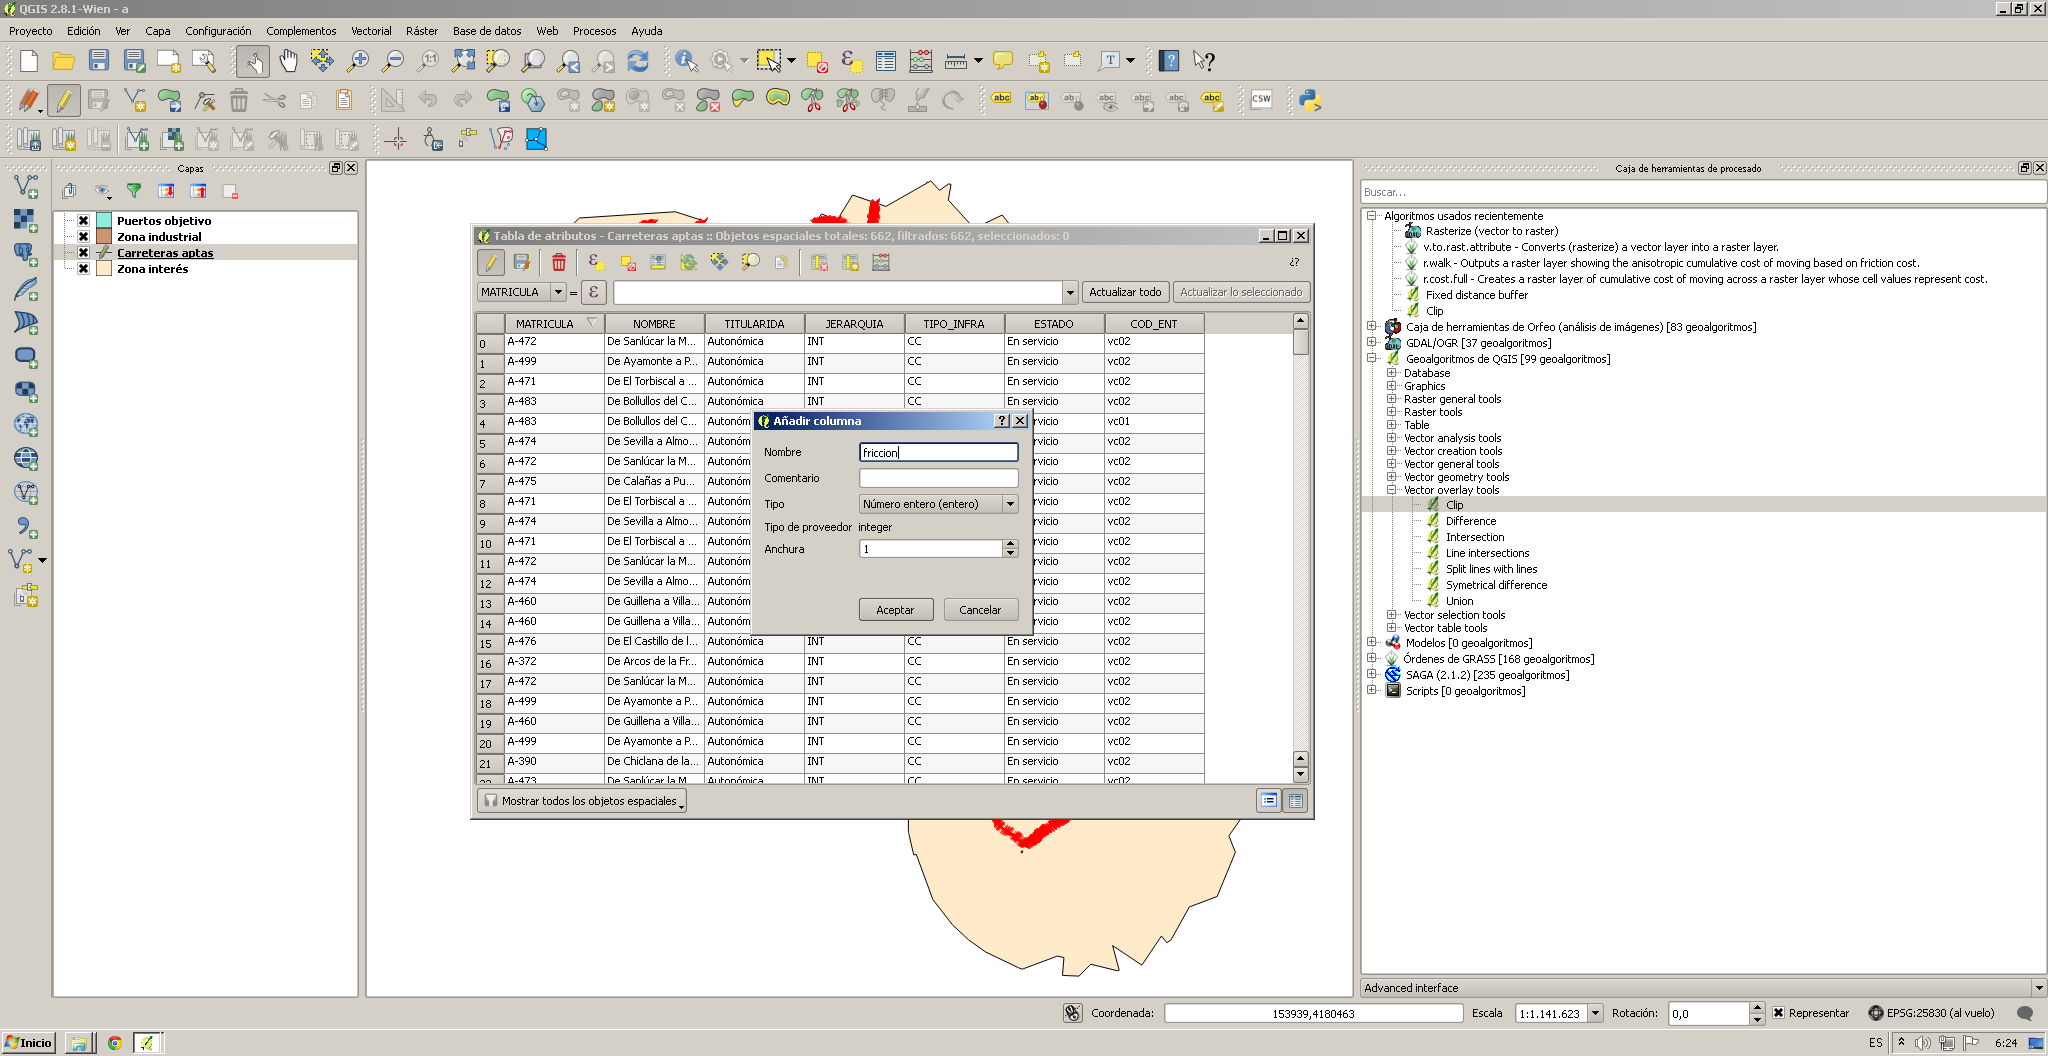 QGIS 2.8.1-Wien - a
Proyecto Edición Ver Capa Configuración Complementos Vectorial Ráster Base de datos Web Procesos Ayuda
Capas
Puertos objetivo
Zona industrial
Carreteras aptas
Zona interés
Tabla de atributos - Carreteras aptas :: Objetos espaciales totales: 662, filtrados: 662, seleccionados: 0
¿?
MATRICULA = ε Actualizar todo Actualizar lo seleccionado
MATRICULA NOMBRE TITULARIDA JERARQUIA TIPO_INFRA ESTADO COD_ENT
0 A-472 De Sanlúcar la M... Autonómica INT CC En servicio vc02
1 A-499 De Ayamonte a P... Autonómica INT CC En servicio vc02
2 A-471 De El Torbiscal a ... Autonómica INT CC En servicio vc02
3 A-483 De Bollullos del C... Autonómica INT CC En servicio vc02
4 A-483 De Bollullos del C... Autonóm rvicio vc01
5 A-474 De Sevilla a Almo... Autonóm rvicio vc02
6 A-472 De Sanlúcar la M... Autonóm rvicio vc02
7 A-475 De Calañas a Pu... Autonóm rvicio vc02
8 A-471 De El Torbiscal a ... Autonóm rvicio vc02
9 A-474 De Sevilla a Almo... Autonóm rvicio vc02
10 A-471 De El Torbiscal a ... Autonóm rvicio vc02
11 A-472 De Sanlúcar la M... Autonóm rvicio vc02
12 A-474 De Sevilla a Almo... Autonóm rvicio vc02
13 A-460 De Guillena a Villa... Autonóm rvicio vc02
14 A-460 De Guillena a Villa... Autonóm rvicio vc02
15 A-476 De El Castillo de l... Autonómica INT CC En servicio vc02
16 A-372 De Arcos de la Fr... Autonómica INT CC En servicio vc02
17 A-472 De Sanlúcar la M... Autonómica INT CC En servicio vc02
18 A-499 De Ayamonte a P... Autonómica INT CC En servicio vc02
19 A-460 De Guillena a Villa... Autonómica INT CC En servicio vc02
20 A-499 De Ayamonte a P... Autonómica INT CC En servicio vc02
21 A-390 De Chiclana de la... Autonómica INT CC En servicio vc02
22 A-473 De Sanlúcar la M... Autonómica INT CC En servicio vc02
Mostrar todos los objetos espaciales
Añadir columna
Nombre friccion
Comentario
Tipo Número entero (entero)
Tipo de proveedor integer
Anchura 1
Aceptar Cancelar
Caja de herramientas de procesado
Buscar...
Algoritmos usados recientemente
Rasterize (vector to raster)
v.to.rast.attribute - Converts (rasterize) a vector layer into a raster layer.
r.walk - Outputs a raster layer showing the anisotropic cumulative cost of moving based on friction cost.
r.cost.full - Creates a raster layer of cumulative cost of moving across a raster layer whose cell values represent cost.
Fixed distance buffer
Clip
Caja de herramientas de Orfeo (análisis de imágenes) [83 geoalgoritmos]
GDAL/OGR [37 geoalgoritmos]
Geoalgoritmos de QGIS [99 geoalgoritmos]
Database
Graphics
Raster general tools
Raster tools
Table
Vector analysis tools
Vector creation tools
Vector general tools
Vector geometry tools
Vector overlay tools
Clip
Difference
Intersection
Line intersections
Split lines with lines
Symetrical difference
Union
Vector selection tools
Vector table tools
Modelos [0 geoalgoritmos]
Órdenes de GRASS [168 geoalgoritmos]
SAGA (2.1.2) [235 geoalgoritmos]
Scripts [0 geoalgoritmos]
Advanced interface
Coordenada: 153939,4180463 Escala 1:1.141.623 Rotación: 0,0 Representar EPSG:25830 (al vuelo)
Inicio ES 6:24